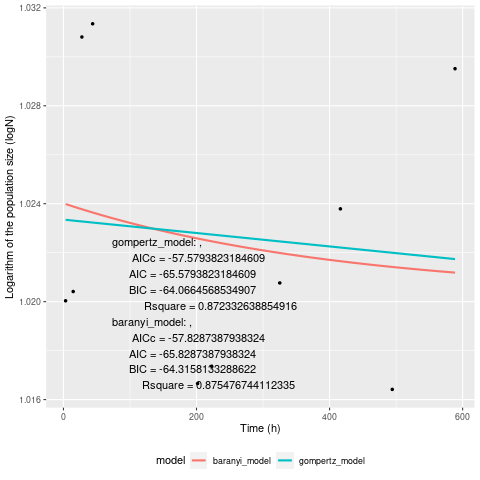 1.032
1.028
1.024
1.020
1.016
Logarithm of the population size (logN)
gompertz_model: ,
AICc = -57.5793823184609
AIC = -65.5793823184609
BIC = -64.0664568534907
Rsquare = 0.872332638854916
baranyi_model: ,
AICc = -57.8287387938324
AIC = -65.8287387938324
BIC = -64.3158133288622
Rsquare = 0.875476744112335
0 200 400 600
Time (h)
model baranyi_model gompertz_model